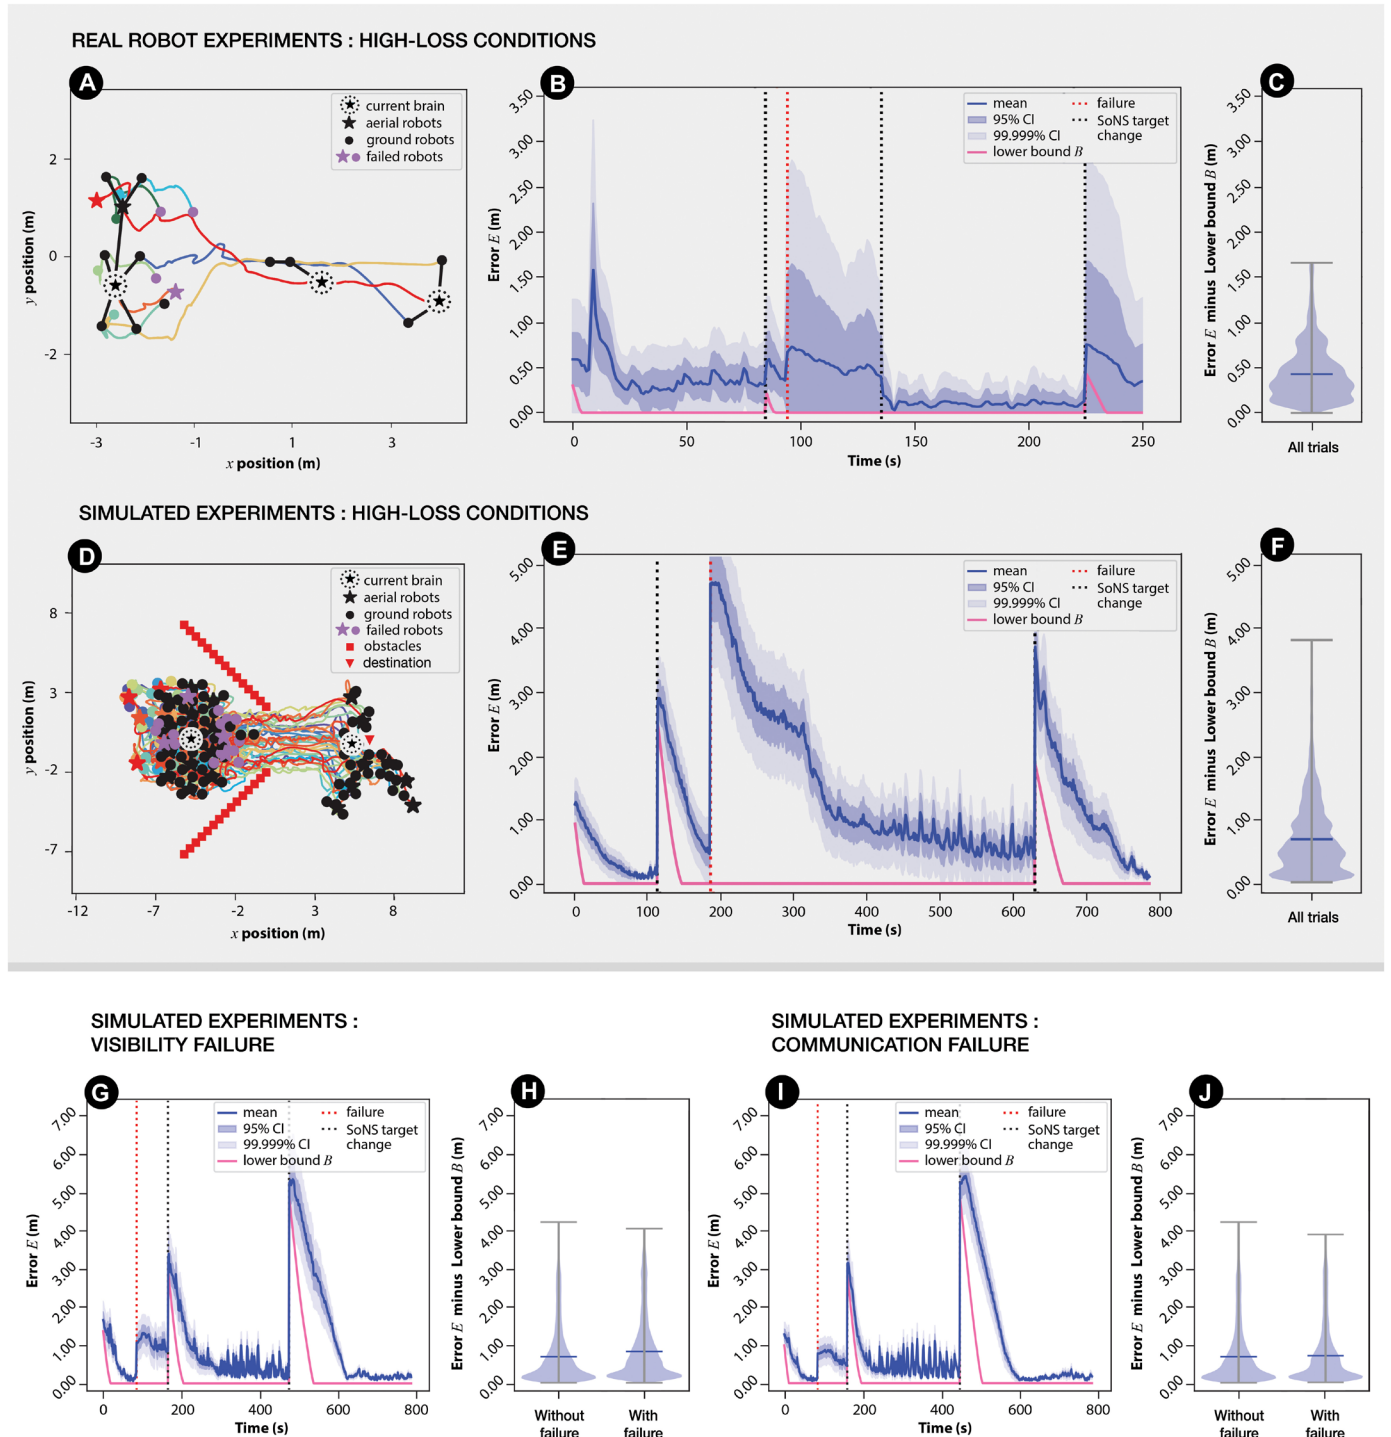 REAL ROBOT EXPERIMENTS : HIGH-LOSS CONDITIONS
A
current brain
aerial robots
ground robots
failed robots
2
0
-2
y position (m)
-3
-1
1
3
x position (m)
B
mean
95% CI
99.999% CI
lower bound B
failure
SoNS target
change
3.50
3.00
2.50
2.00
1.50
1.00
0.50
0.00
Error E (m)
0
50
100
150
200
250
Time (s)
C
3.50
3.00
2.50
2.00
1.50
1.00
0.50
0.00
Error E minus Lower bound B (m)
All trials
SIMULATED EXPERIMENTS : HIGH-LOSS CONDITIONS
D
current brain
aerial robots
ground robots
failed robots
obstacles
destination
8
3
-2
-7
y position (m)
-12
-7
-2
3
8
x position (m)
E
mean
95% CI
99.999% CI
lower bound B
failure
SoNS target
change
5.00
4.00
3.00
2.00
1.00
0.00
Error E (m)
0
100
200
300
400
500
600
700
800
Time (s)
F
5.00
4.00
3.00
2.00
1.00
0.00
Error E minus Lower bound B (m)
All trials
SIMULATED EXPERIMENTS :
VISIBILITY FAILURE
G
mean
95% CI
99.999% CI
lower bound B
failure
SoNS target
change
7.00
6.00
5.00
4.00
3.00
2.00
1.00
0.00
Error E (m)
0
200
400
600
800
Time (s)
H
7.00
6.00
5.00
4.00
3.00
2.00
1.00
0.00
Error E minus Lower bound B (m)
Without
failure
With
failure
SIMULATED EXPERIMENTS :
COMMUNICATION FAILURE
I
mean
95% CI
99.999% CI
lower bound B
failure
SoNS target
change
7.00
6.00
5.00
4.00
3.00
2.00
1.00
0.00
Error E (m)
0
200
400
600
800
Time (s)
J
7.00
6.00
5.00
4.00
3.00
2.00
1.00
0.00
Error E minus Lower bound B (m)
Without
failure
With
failure